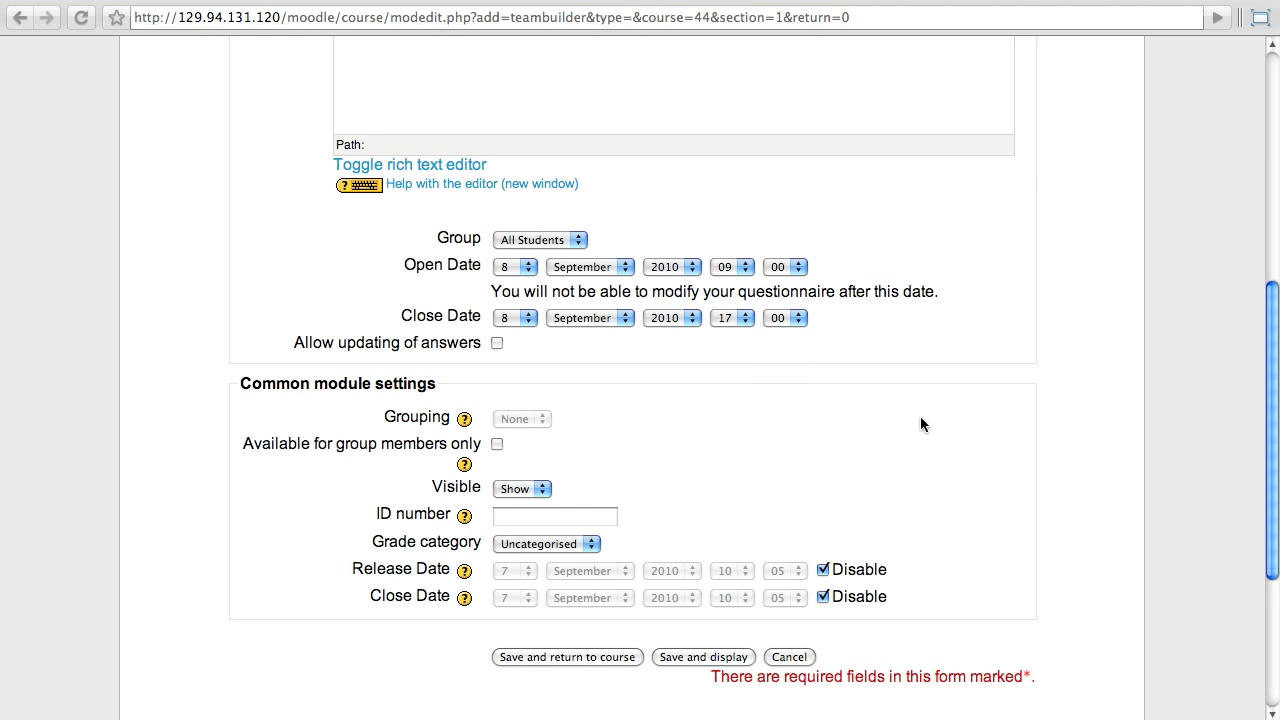 http://129.94.131.120/moodle/course/modedit.php?add=teambuilder&type=&course=44&section=1&return=0
Path:
Toggle rich text editor
? Help with the editor (new window)
Group All Students
Open Date 8 September 2010 09 00
You will not be able to modify your questionnaire after this date.
Close Date 8 September 2010 17 00
Allow updating of answers
Common module settings
Grouping ? None
Available for group members only
?
Visible Show
ID number ?
Grade category Uncategorised
Release Date ? 7 September 2010 10 05 Disable
Close Date ? 7 September 2010 10 05 Disable
Save and return to course Save and display Cancel
There are required fields in this form marked*.